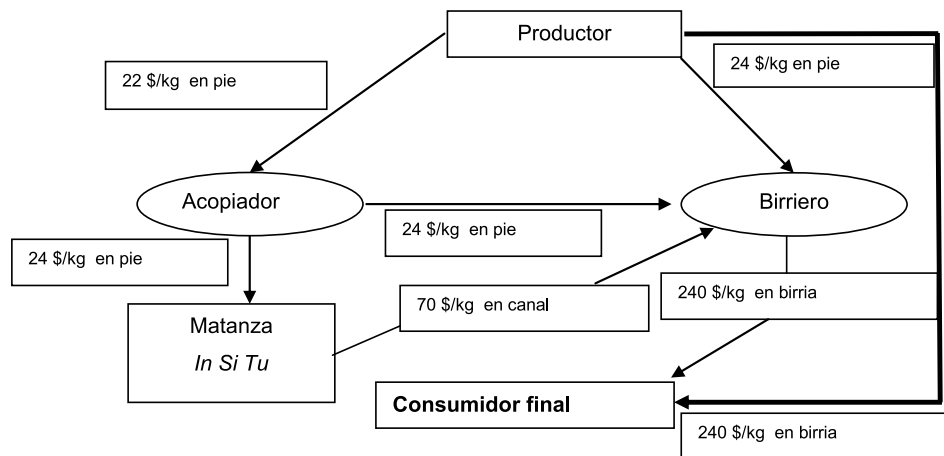 Productor
22 $/kg en pie
24 $/kg en pie
Acopiador
Birriero
24 $/kg en pie
24 $/kg en pie
240 $/kg en birria
70 $/kg en canal
Matanza
In Si Tu
Consumidor final
240 $/kg en birria